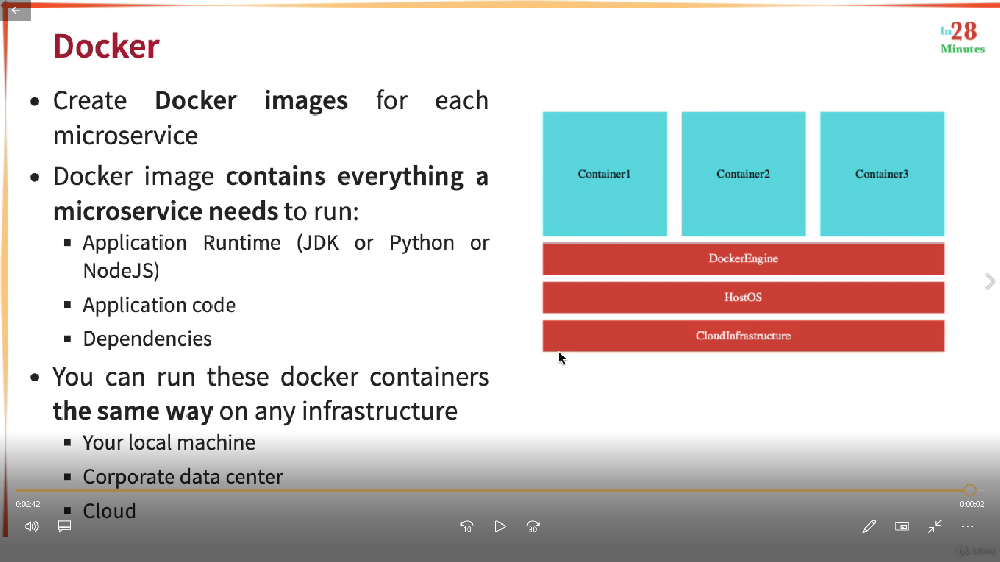 Docker
In28
Minutes
Create Docker images for each
microservice
Docker image contains everything a
microservice needs to run:
Application Runtime (JDK or Python or
NodeJS)
Application code
Dependencies
You can run these docker containers
the same way on any infrastructure
Your local machine
Corporate data center
Cloud
Container1
Container2
Container3
DockerEngine
HostOS
CloudInfrastructure
0:02:42
0:00:02
10
30
Udemy